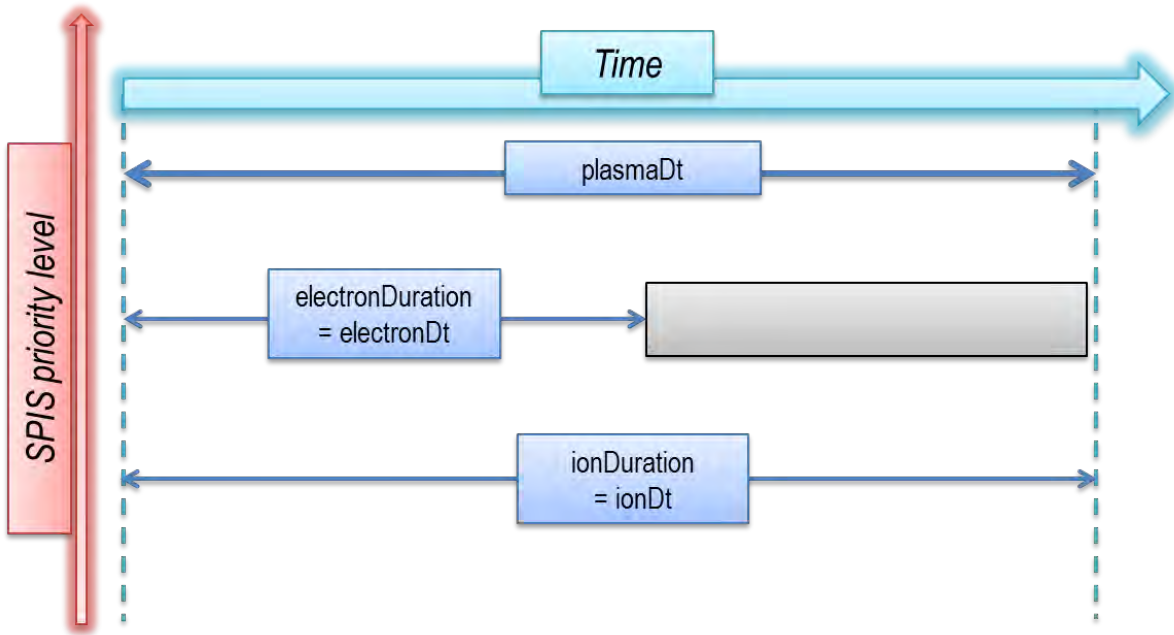 Time
SPIS priority level
plasmaDt
electronDuration
= electronDt
ionDuration
= ionDt